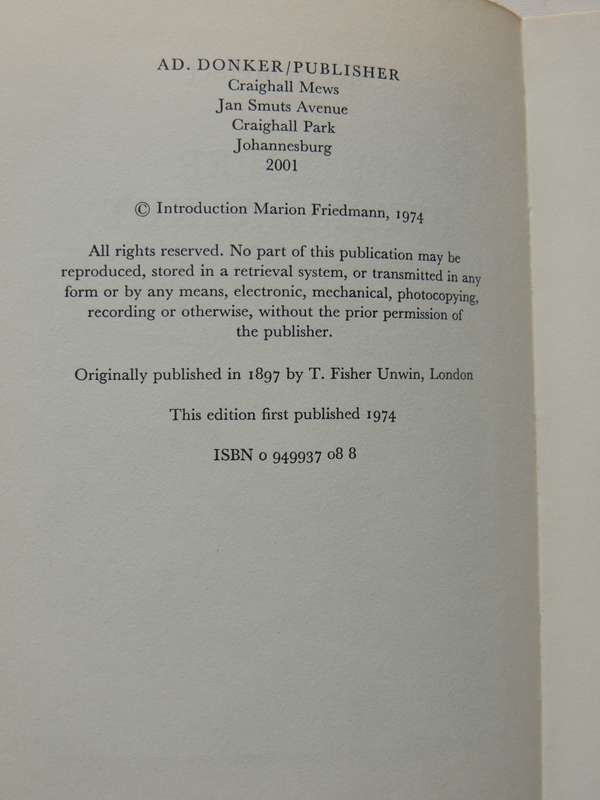 AD. DONKER/PUBLISHER
Craighall Mews
Jan Smuts Avenue
Craighall Park
Johannesburg
2001
© Introduction Marion Friedmann, 1974
All rights reserved. No part of this publication may be
reproduced, stored in a retrieval system, or transmitted in any
form or by any means, electronic, mechanical, photocopying,
recording or otherwise, without the prior permission of
the publisher.
Originally published in 1897 by T. Fisher Unwin, London
This edition first published 1974
ISBN 0 949937 08 8